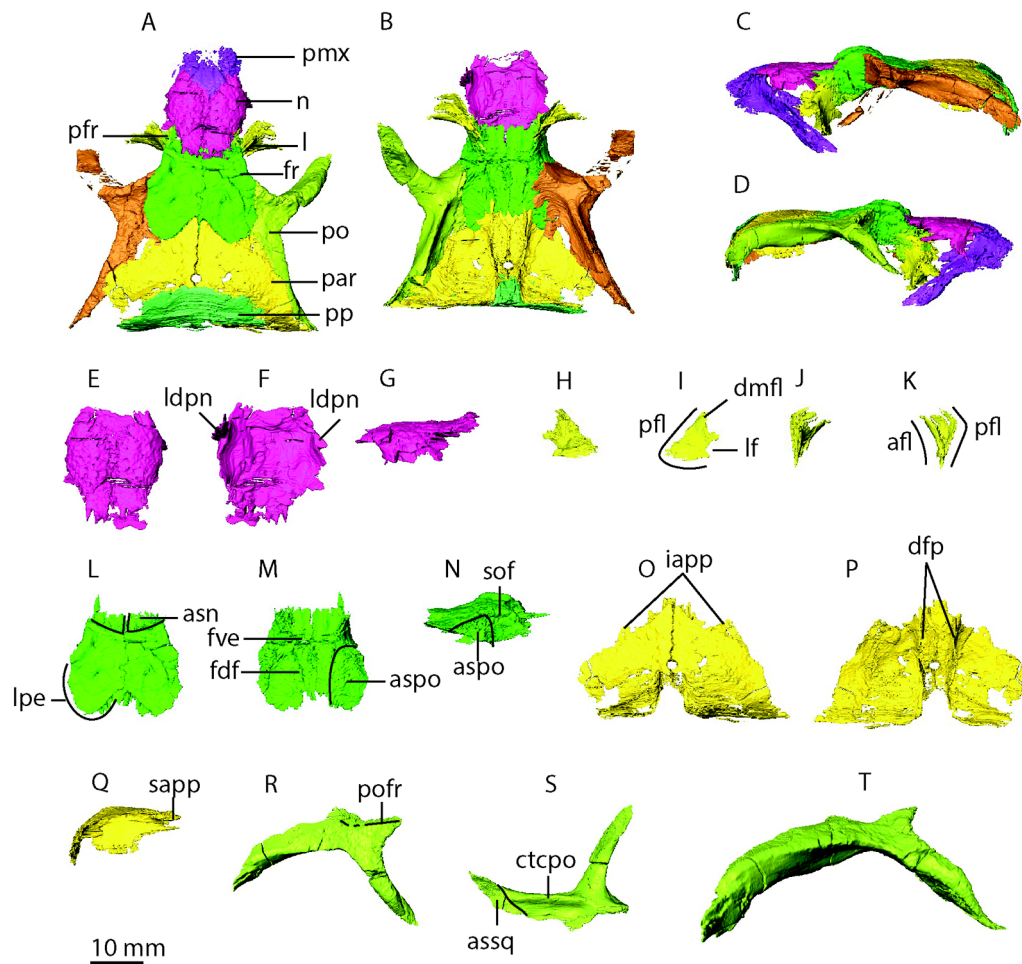 A
B
C
pmx
n
pfr
l
fr
D
po
par
pp
E
F
G
H
I
J
K
ldpn
ldpn
dmfl
pfl
lf
afl
pfl
L
M
N
O
P
asn
sof
iapp
dfp
fve
fdf
aspo
aspo
lpe
Q
R
S
T
sapp
pofr
ctcpo
assq
10 mm